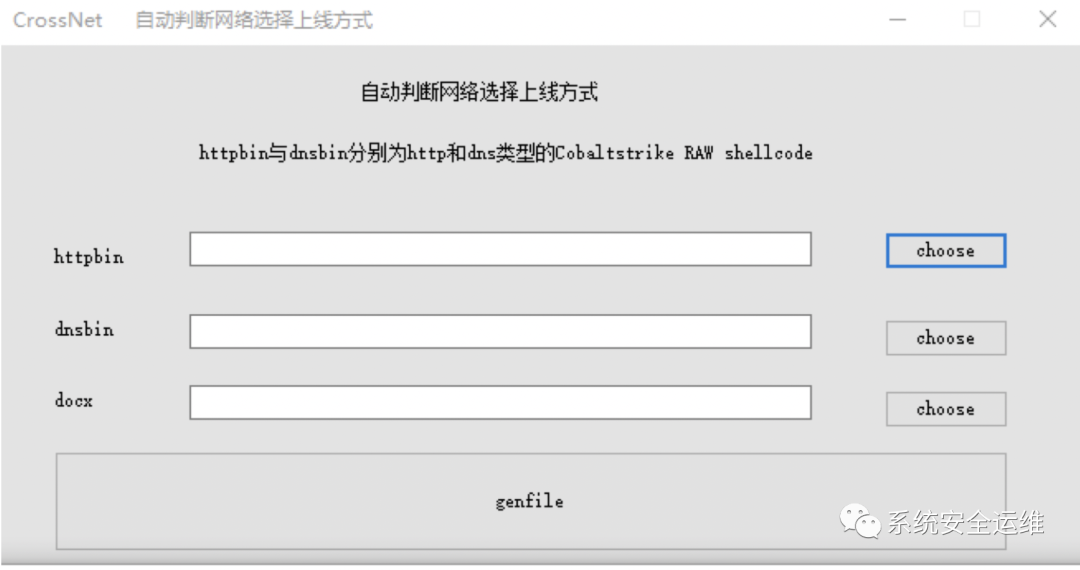 CrossNet 自动判断网络选择上线方式
自动判断网络选择上线方式
httpbin与dnsbin分别为http和dns类型的Cobaltstrike RAW shellcode
httpbin choose
dnsbin choose
docx choose
genfile
系统安全运维